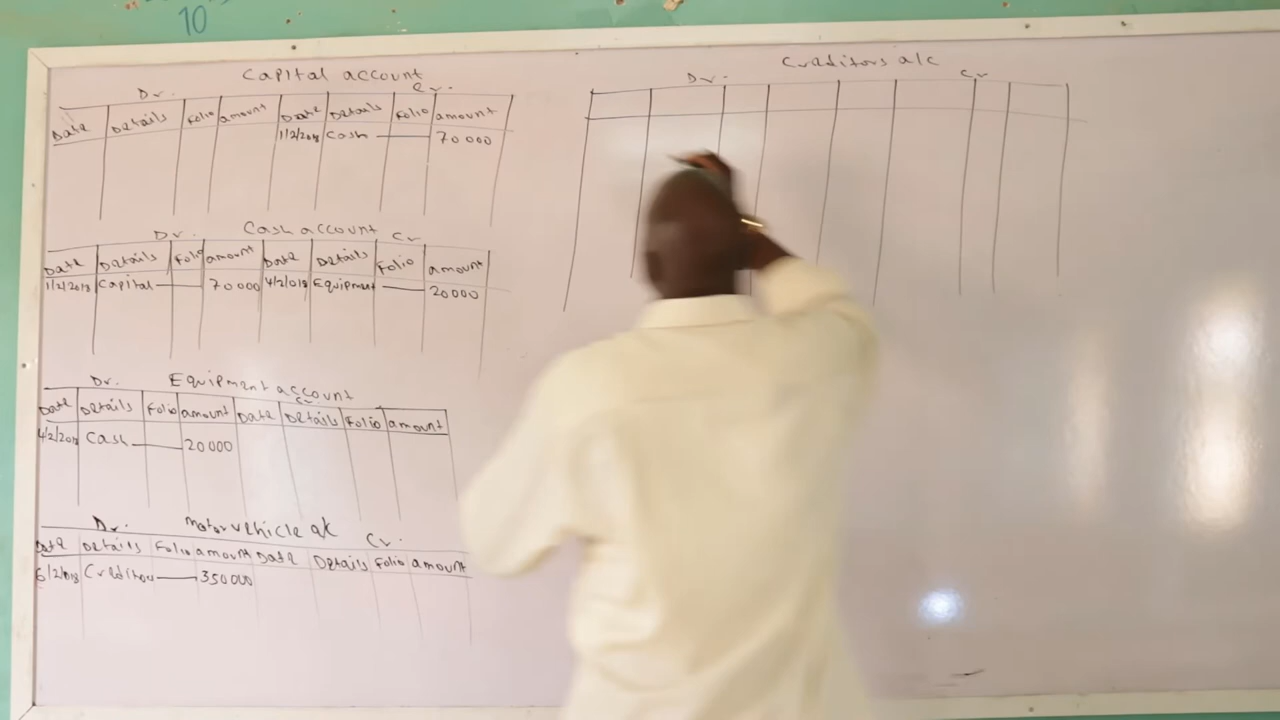 10
Capital account
Dr. Cr.
Date Details Folio amount Date Details Folio amount
1/2/2018 Cash 70 000
Cash account
Dr. Cr
Date Details Folio amount Date Details Folio amount
1/2/2018 Capital 70 000 4/2/2018 Equipment 20 000
Equipment account
Dr. Cr
Date Details Folio amount Date Details Folio amount
4/2/2018 Cash 20 000
Motor vehicle a/c
Dr. Cr.
Date Details Folio amount Date Details Folio amount
6/2/2018 Creditors 350 000
Creditors a/c
Dr. Cr